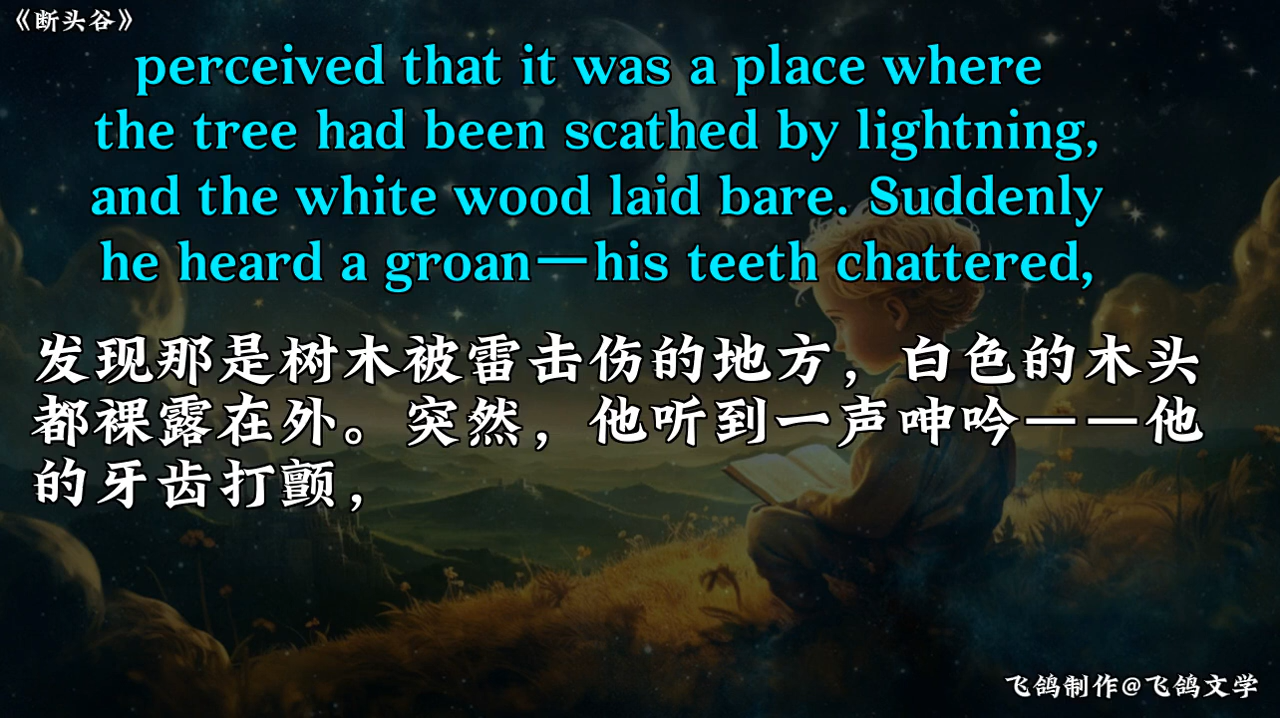 《断头谷》
perceived that it was a place where
the tree had been scathed by lightning,
and the white wood laid bare. Suddenly
he heard a groan—his teeth chattered,
发现那是树木被雷击伤的地方，白色的木头
都裸露在外。突然，他听到一声呻吟——他
的牙齿打颤，
飞鸽制作@飞鸽文学